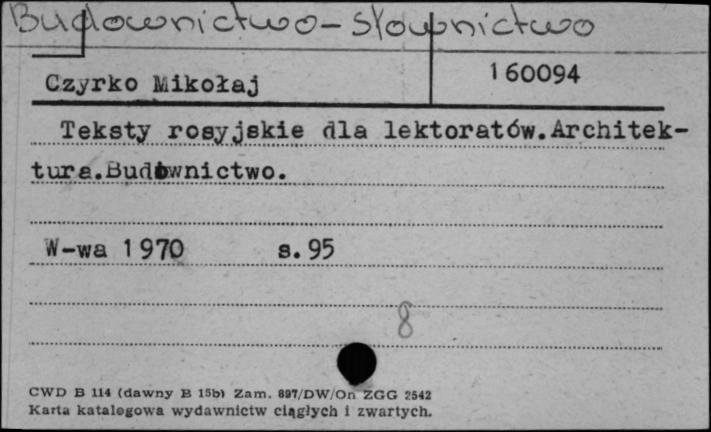 Budownictwo - Słownictwo
Czyrko Mikołaj
160094
Teksty rosyjskie dla lektoratów.Architek-
tura.Budownictwo.
W-wa 1970 s.95
8
CWD B 114 (dawny B 15b) Zam. 897/DW/On ZGG 2542
Karta katalogowa wydawnictw ciągłych i zwartych.